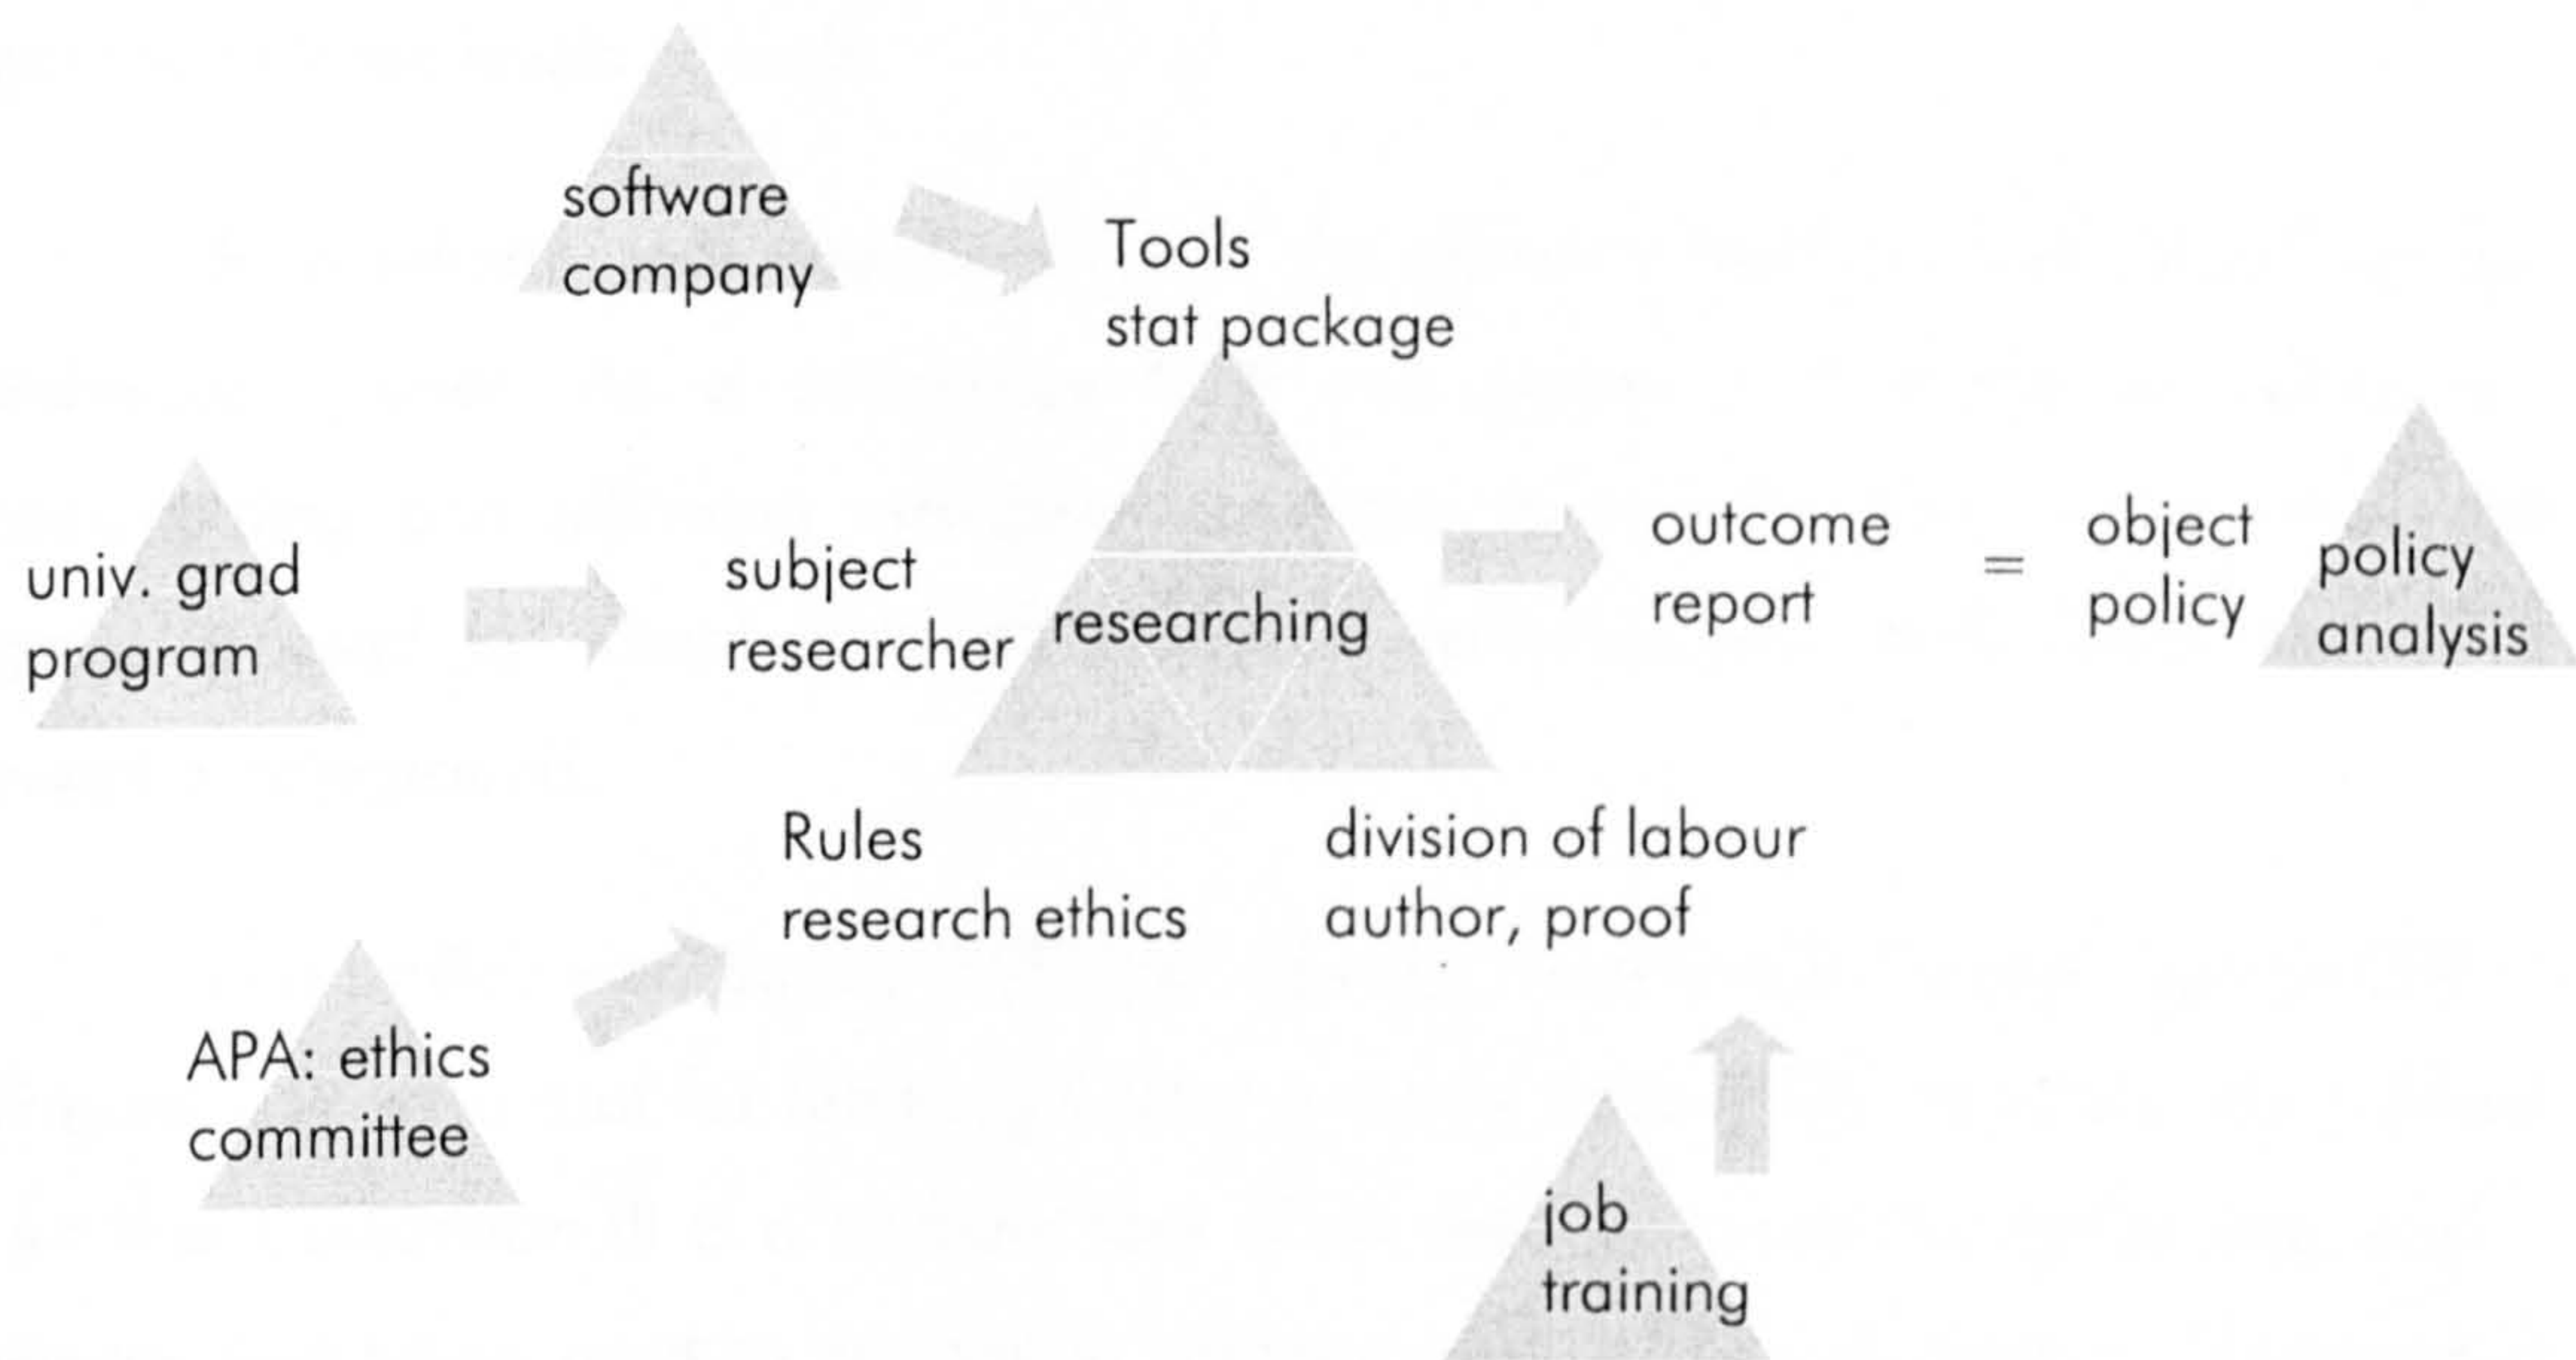 software
company
Tools
stat package
univ. grad
program
subject
researcher
researching
outcome
report
=
object
policy
policy
analysis
Rules
research ethics
division of labour
author, proof
APA: ethics
committee
job
training